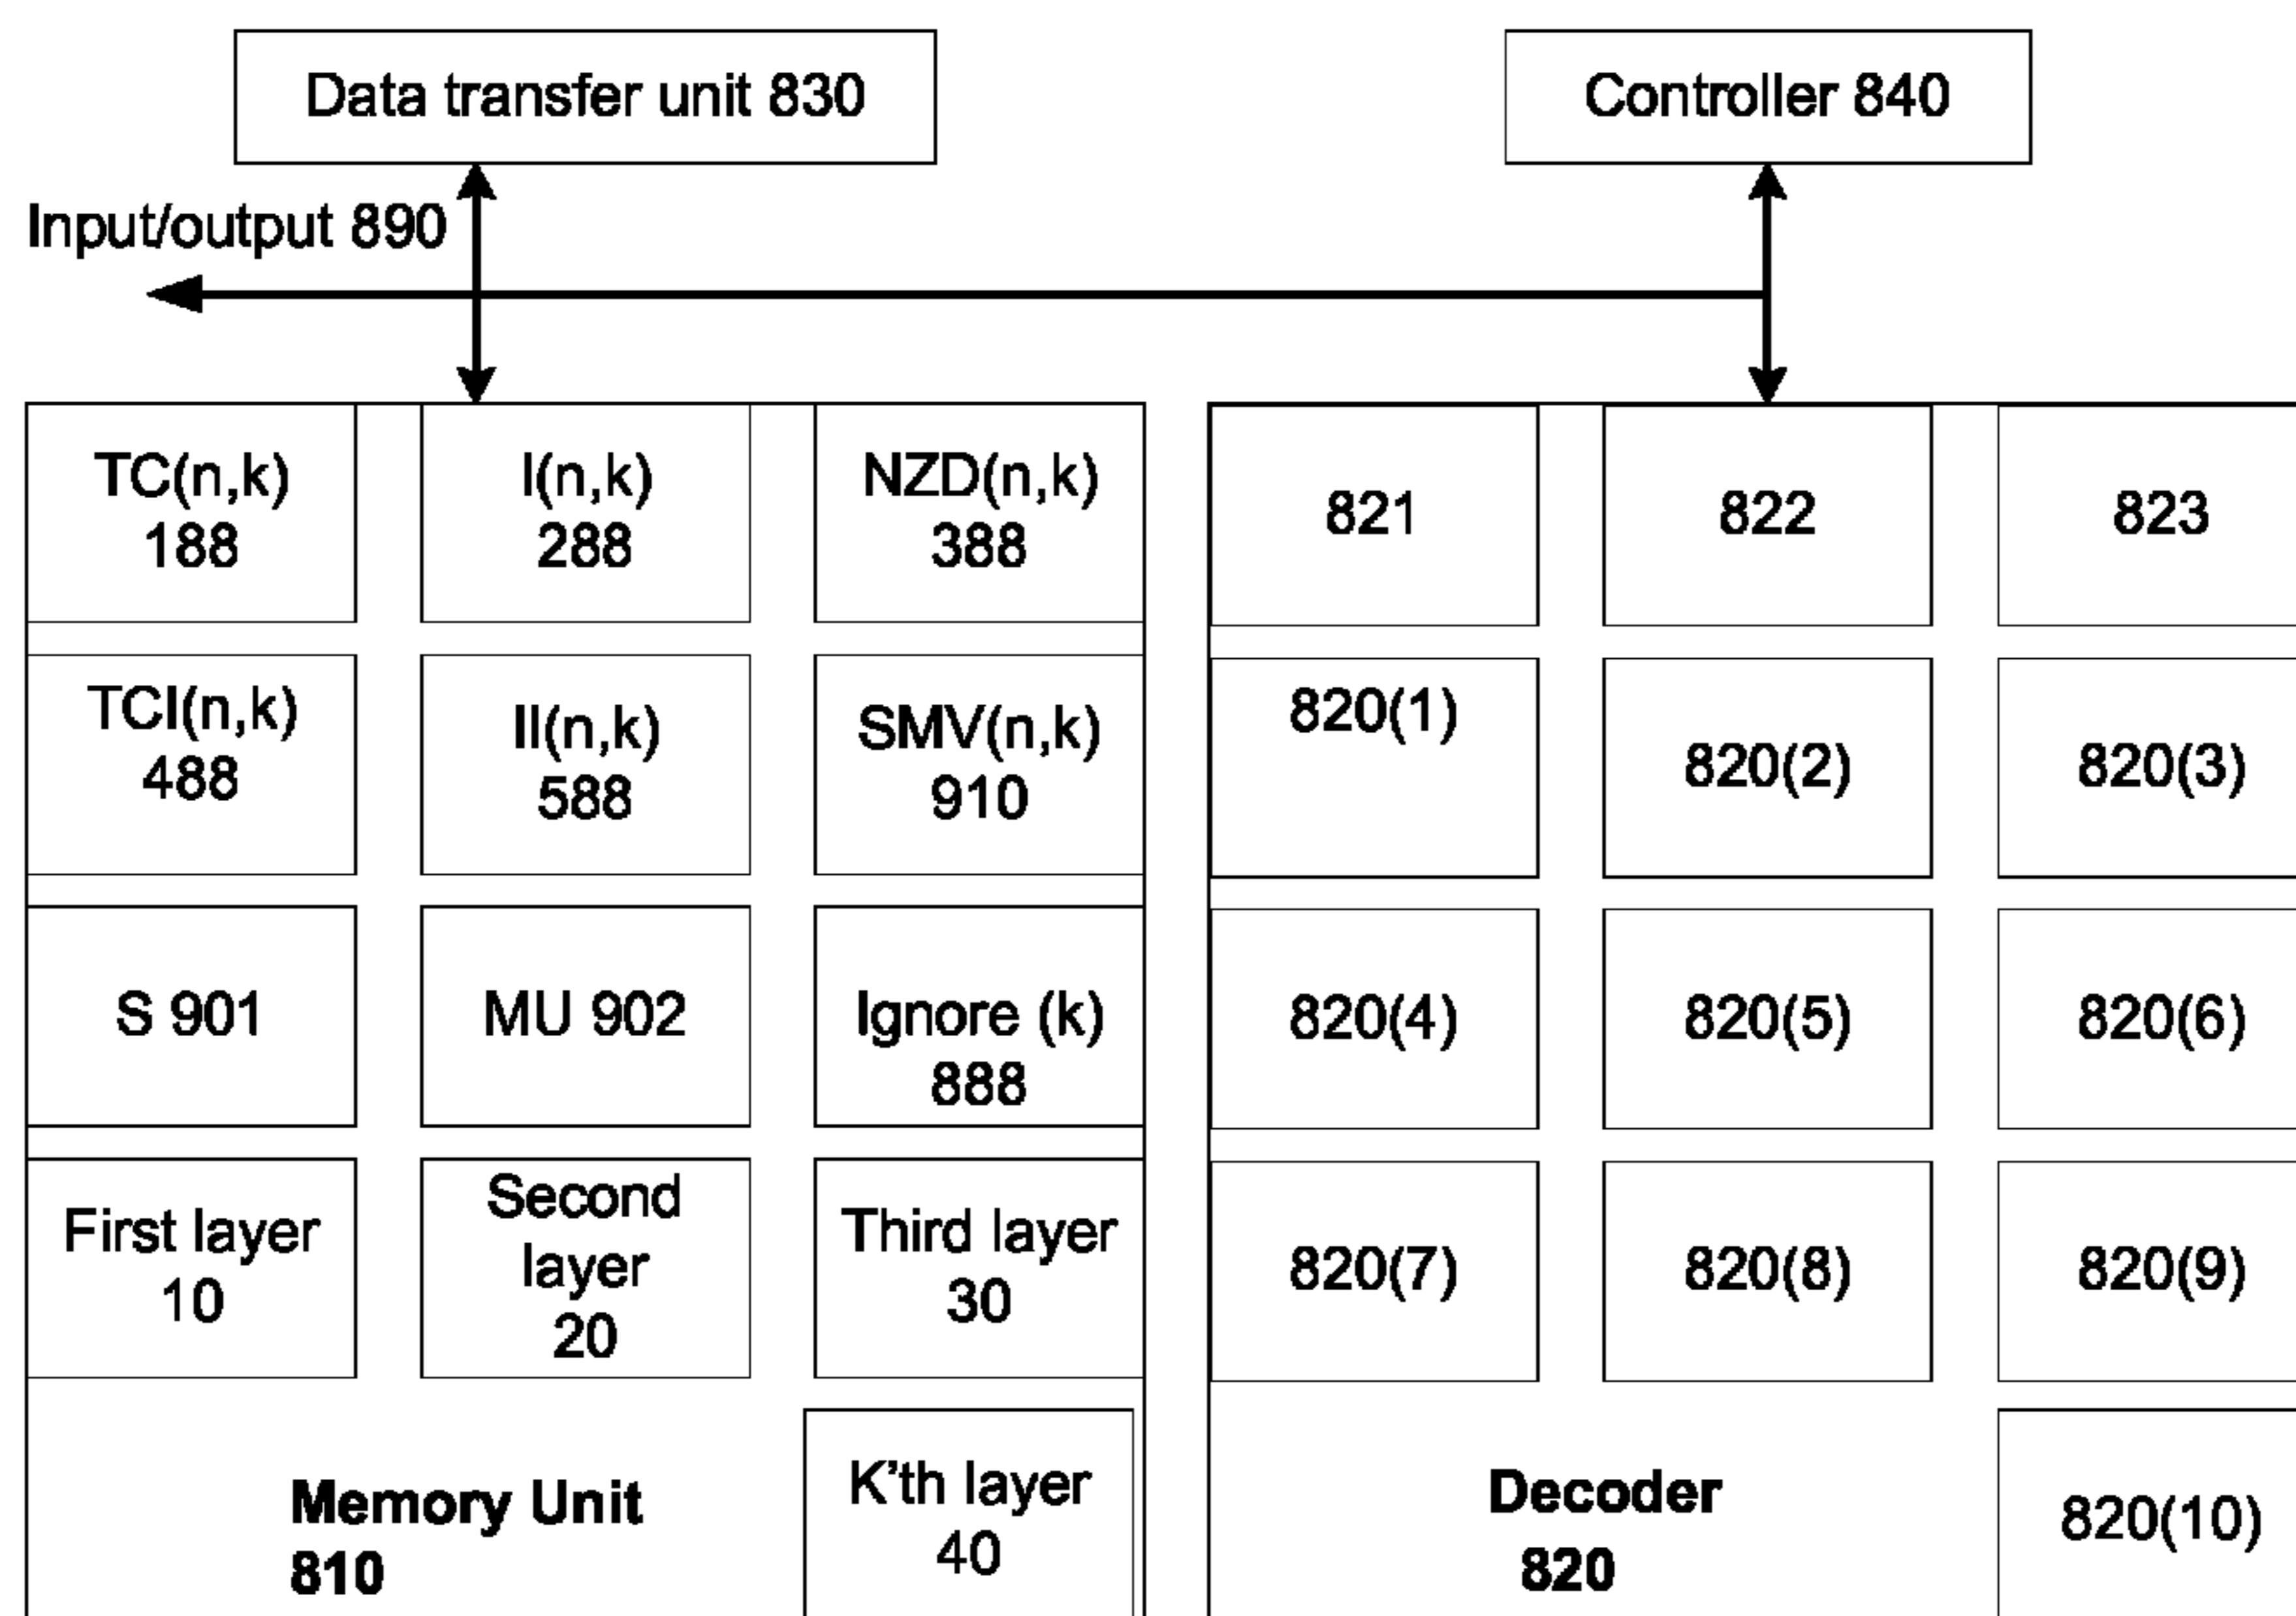 Data transfer unit 830
Controller 840
Input/output 890
TC(n,k)
188
I(n,k)
288
NZD(n,k)
388
821
822
823
TCI(n,k)
488
II(n,k)
588
SMV(n,k)
910
820(1)
820(2)
820(3)
S 901
MU 902
Ignore (k)
888
820(4)
820(5)
820(6)
First layer
10
Second
layer
20
Third layer
30
820(7)
820(8)
820(9)
Memory Unit
810
K'th layer
40
Decoder
820
820(10)